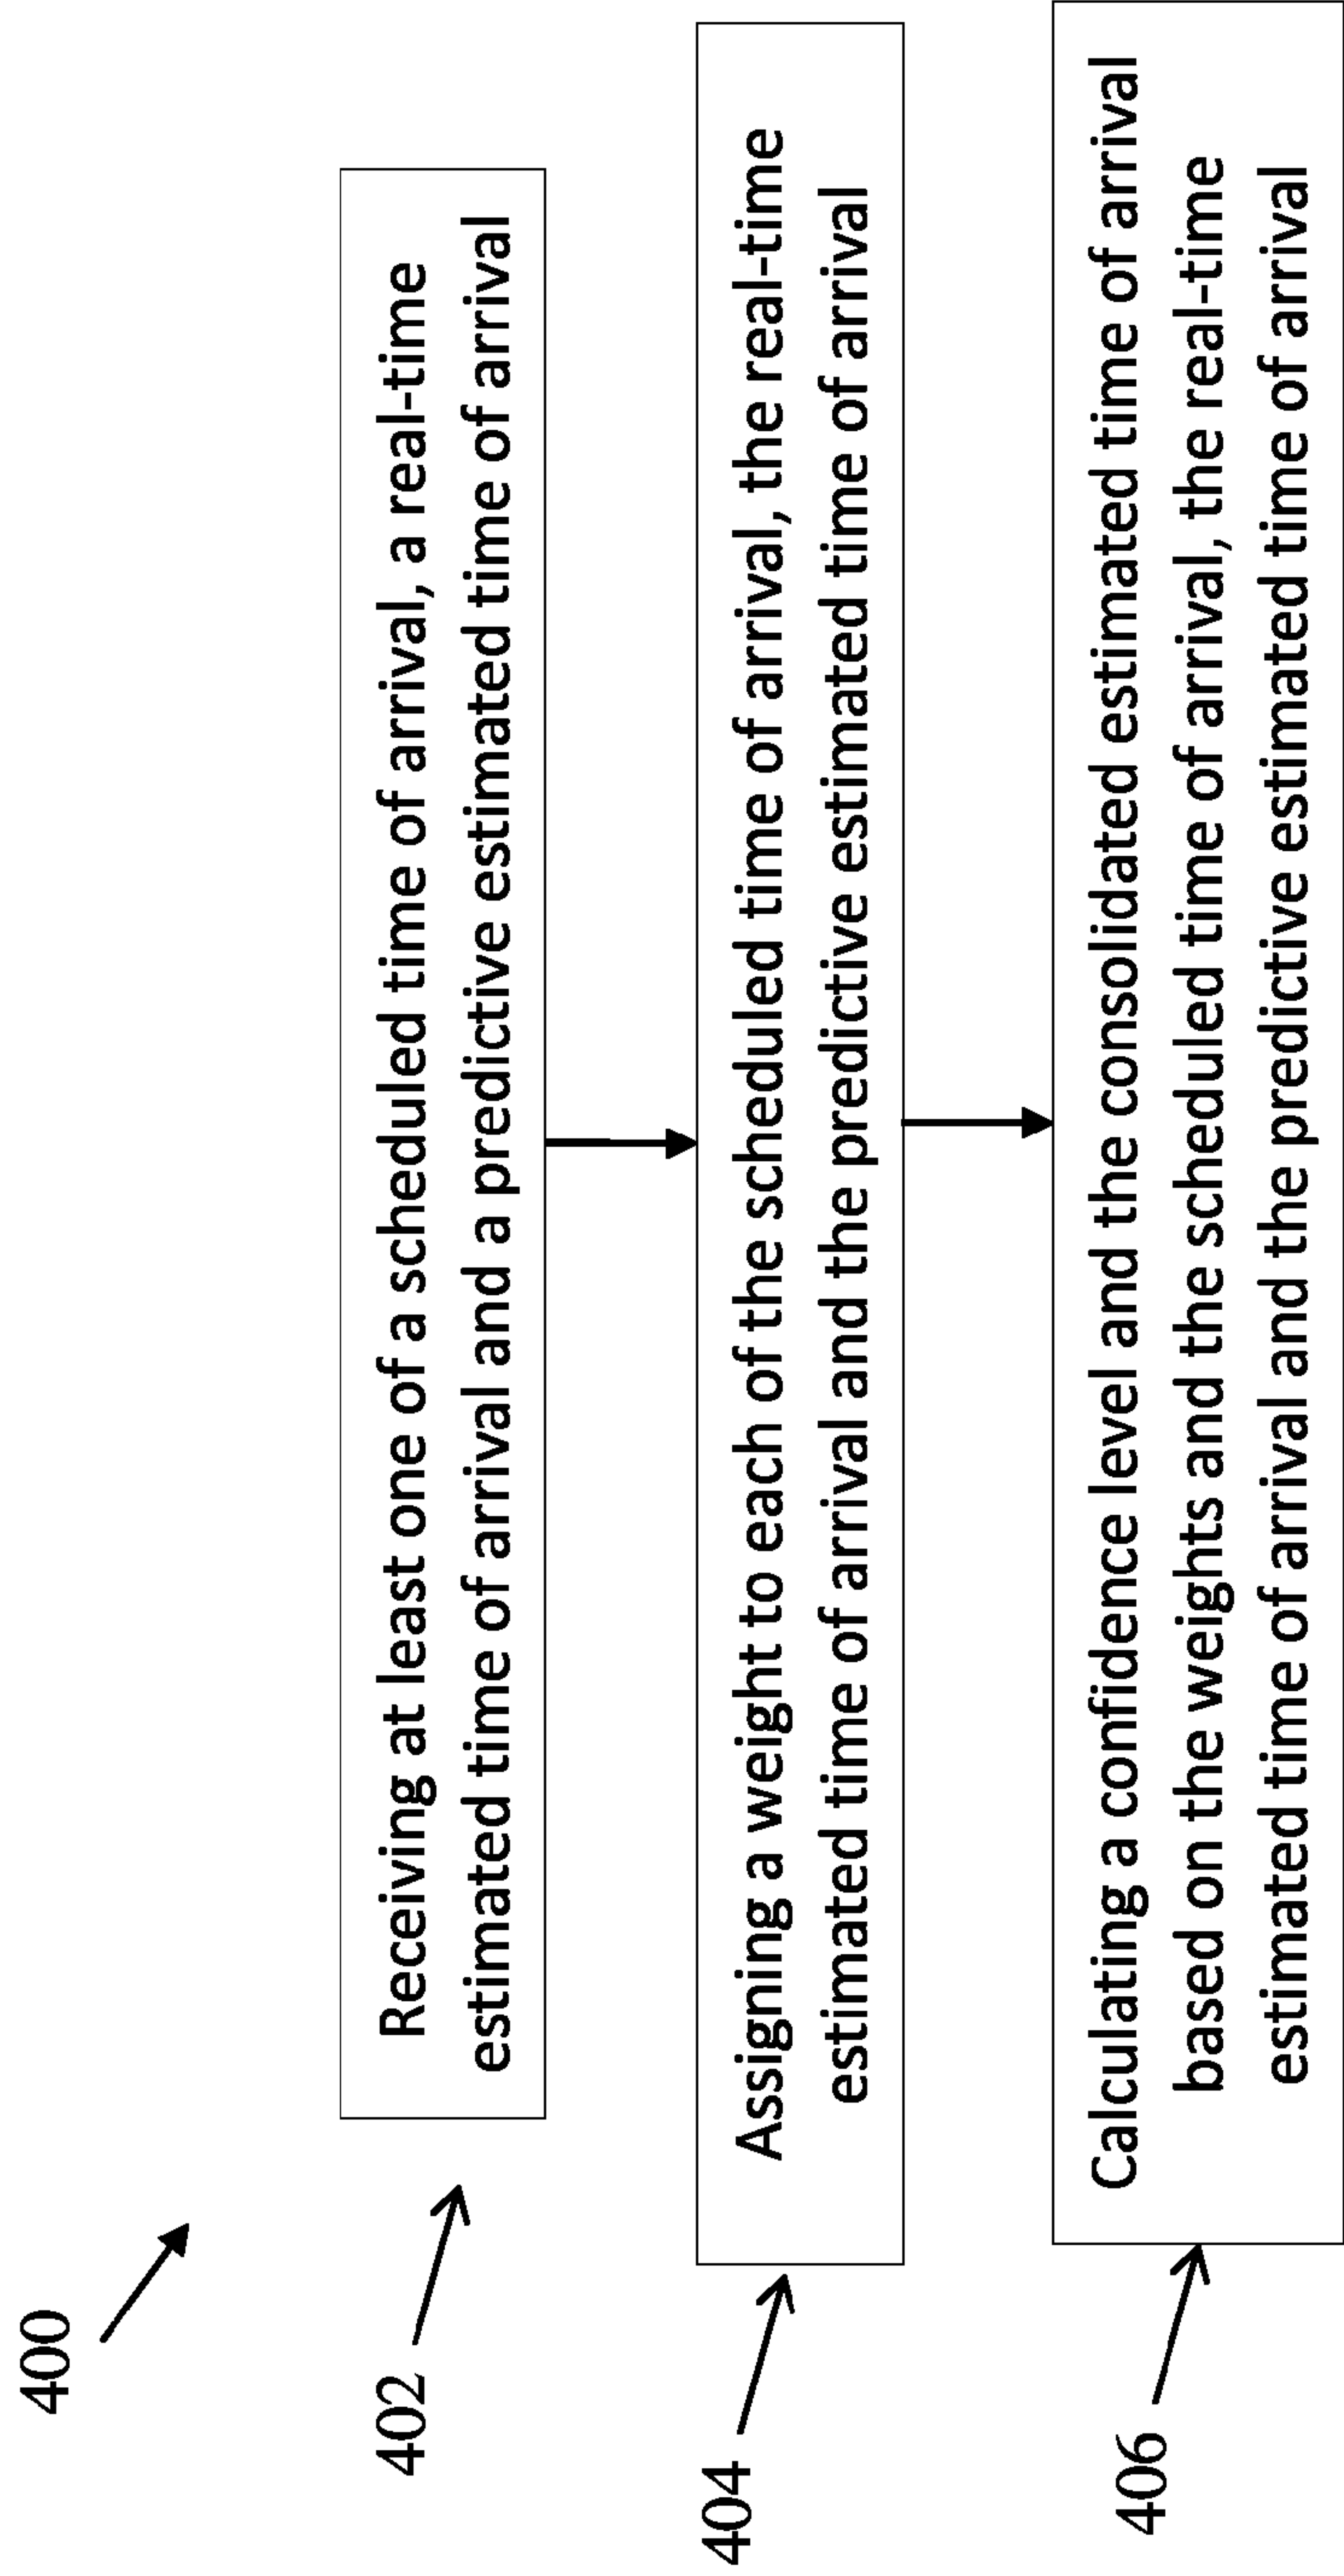 400
402
Receiving at least one of a scheduled time of arrival, a real-time
estimated time of arrival and a predictive estimated time of arrival
404
Assigning a weight to each of the scheduled time of arrival, the real-time
estimated time of arrival and the predictive estimated time of arrival
406
Calculating a confidence level and the consolidated estimated time of arrival
based on the weights and the scheduled time of arrival, the real-time
estimated time of arrival and the predictive estimated time of arrival